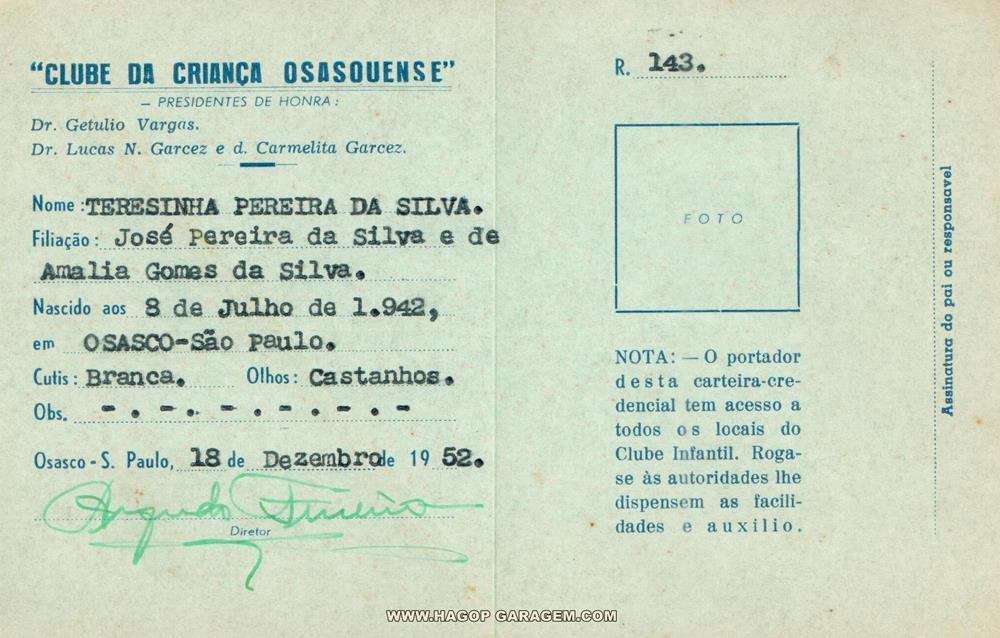 "CLUBE DA CRIANÇA OSASQUENSE"
— PRESIDENTES DE HONRA :
Dr. Getulio Vargas.
Dr. Lucas N. Garcez e d. Carmelita Garcez.
Nome : TERESINHA PEREIRA DA SILVA.
Filiação : José Pereira da Silva e de
Amalia Gomes da Silva.
Nascido aos 8 de Julho de 1.942,
em OSASCO-São Paulo.
Cutis : Branca. Olhos : Castanhos.
Obs. - . - . - . - . - . -
Osasco - S. Paulo, 18 de Dezembro de 19 52.
Diretor
R. 143.
FOTO
NOTA: — O portador
desta carteira-cre-
dencial tem acesso a
todos os locais do
Clube Infantil. Roga-
se às autoridades lhe
dispensem as facili-
dades e auxilio.
Assinatura do pai ou responsavel
WWW.HAGOP GARAGEM.COM